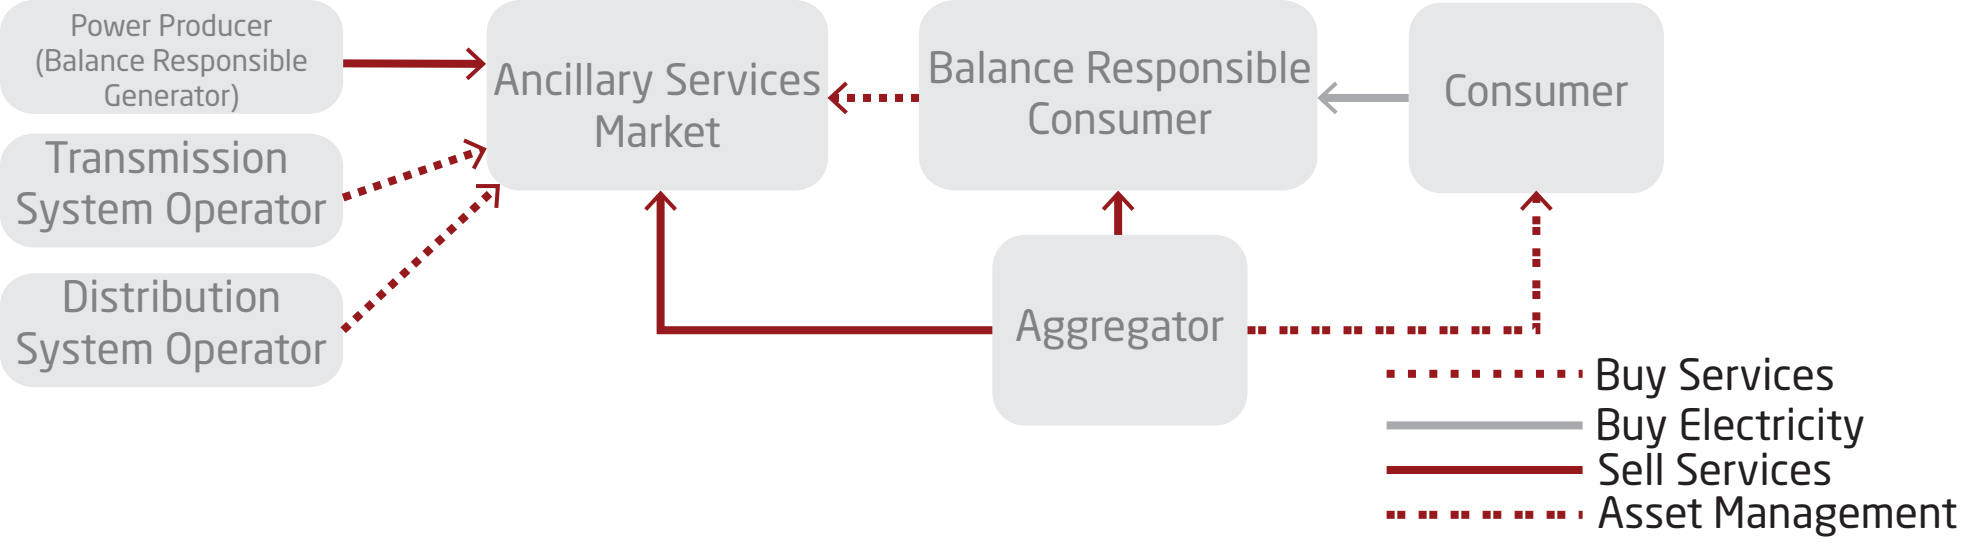 Power Producer
(Balance Responsible
Generator)
Transmission
System Operator
Distribution
System Operator
Ancillary Services
Market
Balance Responsible
Consumer
Consumer
Aggregator
Buy Services
Buy Electricity
Sell Services
Asset Management